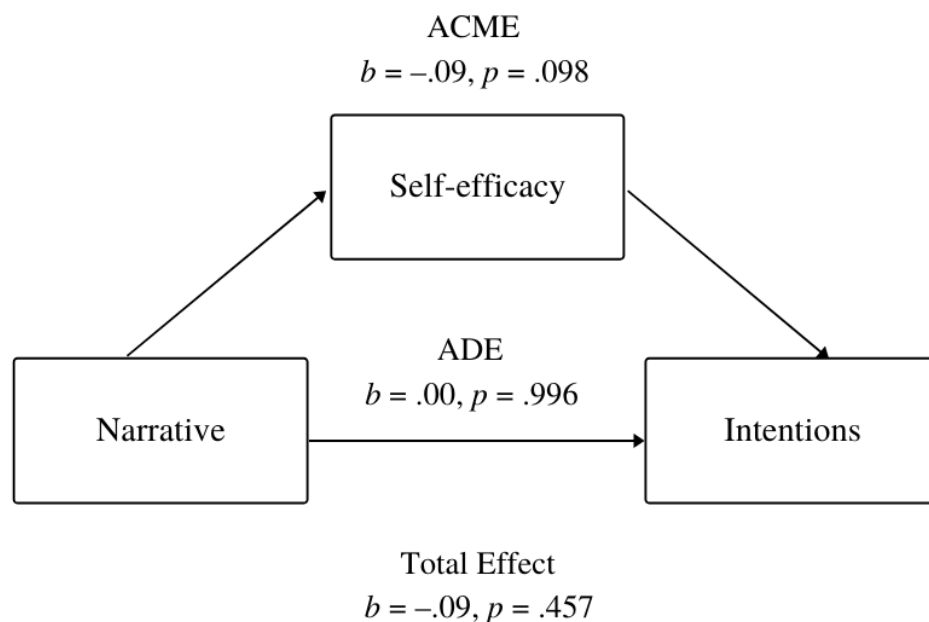 ACME
b = –.09, p = .098
Self-efficacy
ADE
b = .00, p = .996
Narrative
Intentions
Total Effect
b = –.09, p = .457